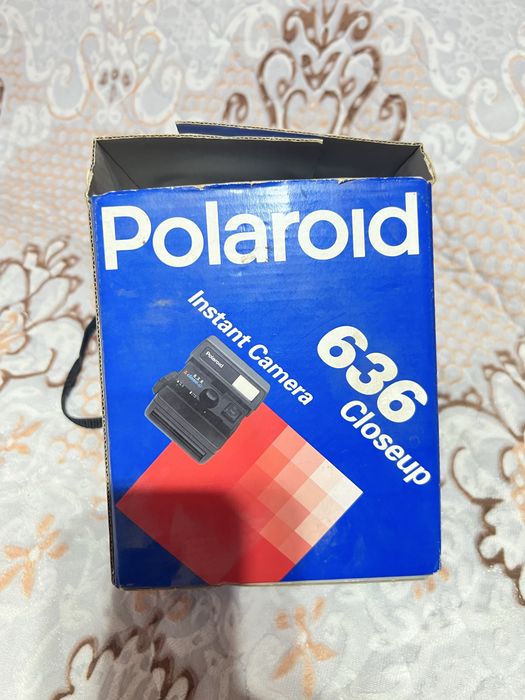 Polaroid
Instant Camera
636
Closeup
Polaroid